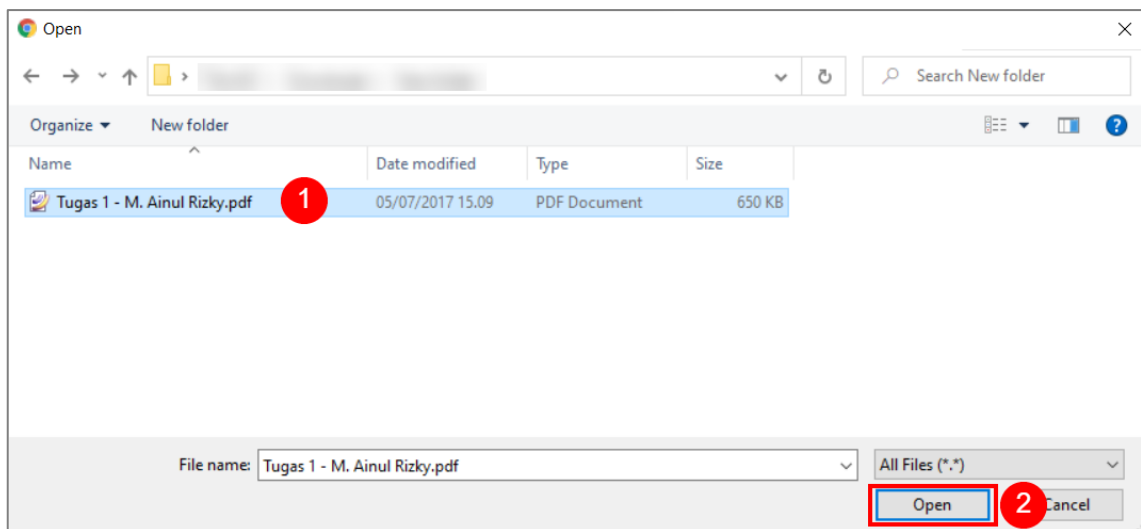 Open
Search New folder
Organize New folder
Name Date modified Type Size
Tugas 1 - M. Ainul Rizky.pdf 1 05/07/2017 15.09 PDF Document 650 KB
File name: Tugas 1 - M. Ainul Rizky.pdf All Files (*.*)
Open 2 Cancel